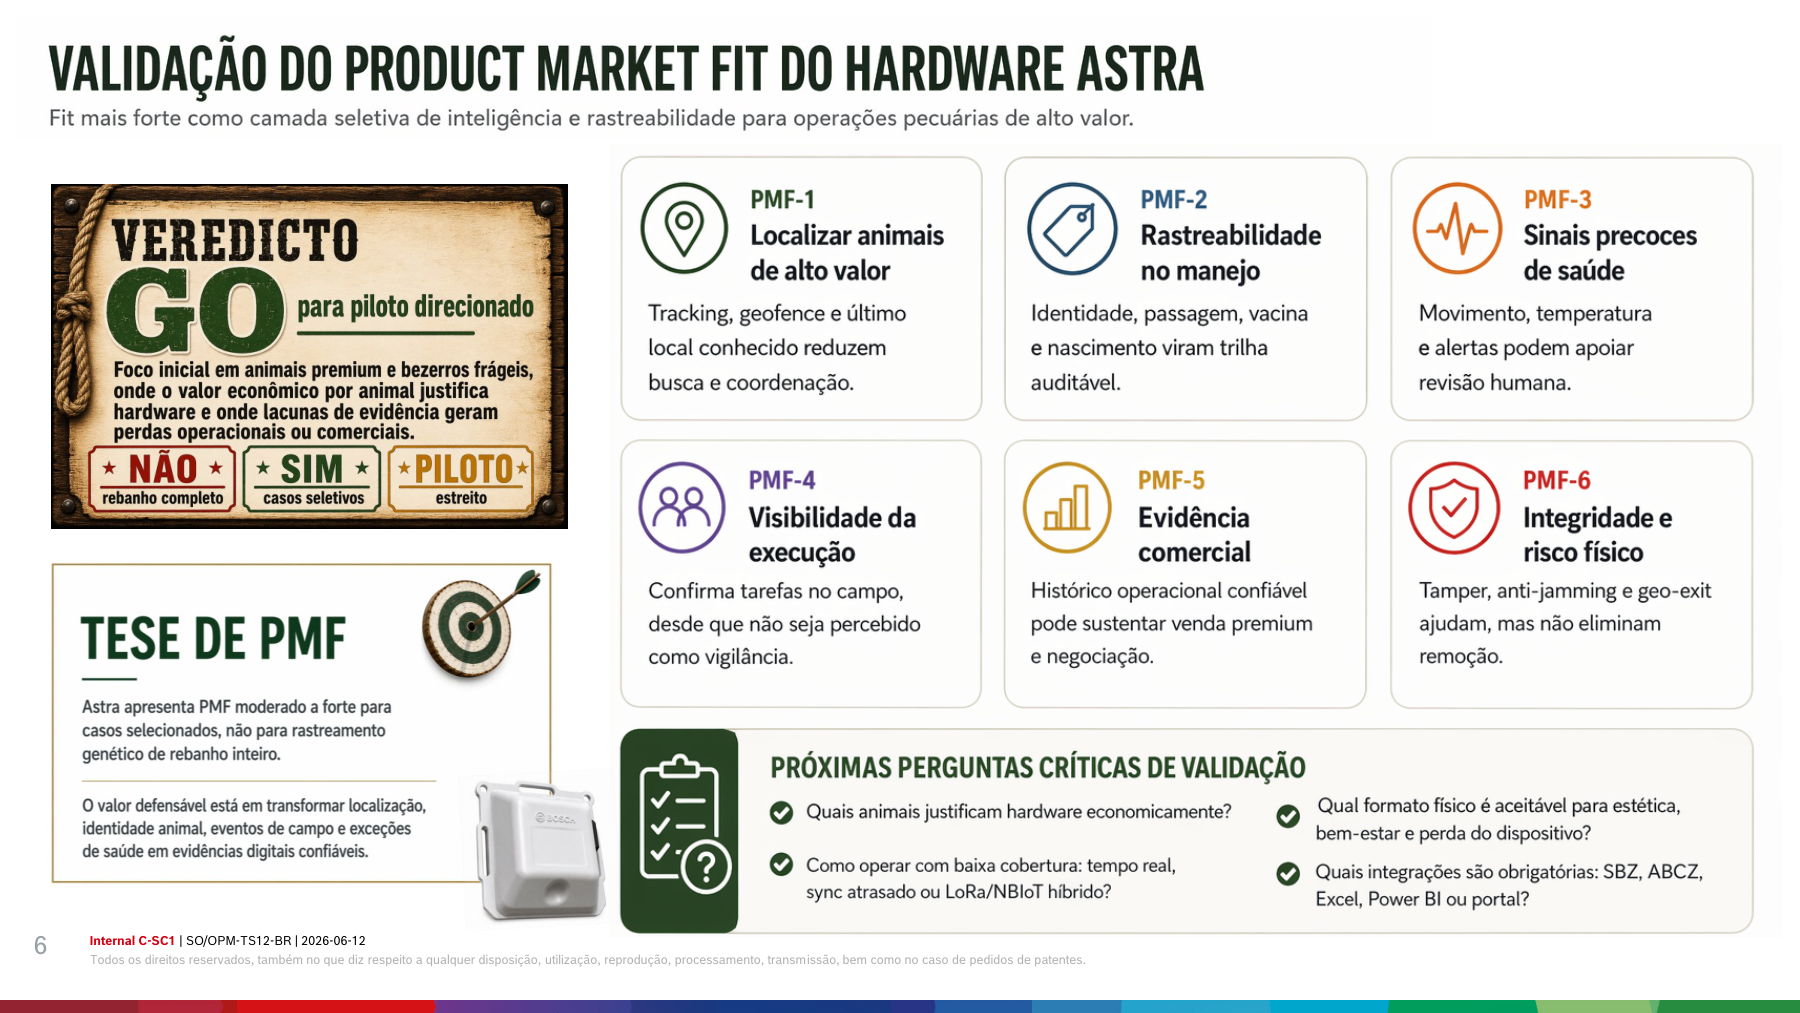 VALIDAÇÃO DO PRODUCT MARKET FIT DO HARDWARE ASTRA
Fit mais forte como camada seletiva de inteligência e rastreabilidade para operações pecuárias de alto valor.
VEREDICTO
GO para piloto direcionado
Foco inicial em animais premium e bezerros frágeis,
onde o valor econômico por animal justifica
hardware e onde lacunas de evidência geram
perdas operacionais ou comerciais.
NÃO
rebanho completo
SIM
casos seletivos
PILOTO
estreito
TESE DE PMF
Astra apresenta PMF moderado a forte para
casos selecionados, não para rastreamento
genético de rebanho inteiro.
O valor defensável está em transformar localização,
identidade animal, eventos de campo e exceções
de saúde em evidências digitais confiáveis.
BOSCH
PMF-1
Localizar animais
de alto valor
Tracking, geofence e último
local conhecido reduzem
busca e coordenação.
PMF-2
Rastreabilidade
no manejo
Identidade, passagem, vacina
e nascimento viram trilha
auditável.
PMF-3
Sinais precoces
de saúde
Movimento, temperatura
e alertas podem apoiar
revisão humana.
PMF-4
Visibilidade da
execução
Confirma tarefas no campo,
desde que não seja percebido
como vigilância.
PMF-5
Evidência
comercial
Histórico operacional confiável
pode sustentar venda premium
e negociação.
PMF-6
Integridade e
risco físico
Tamper, anti-jamming e geo-exit
ajudam, mas não eliminam
remoção.
PRÓXIMAS PERGUNTAS CRÍTICAS DE VALIDAÇÃO
Quais animais justificam hardware economicamente?
Como operar com baixa cobertura: tempo real,
sync atrasado ou LoRa/NBIoT híbrido?
Qual formato físico é aceitável para estética,
bem-estar e perda do dispositivo?
Quais integrações são obrigatórias: SBZ, ABCZ,
Excel, Power BI ou portal?
6
Internal C-SC1 | SO/OPM-TS12-BR | 2026-06-12
Todos os direitos reservados, também no que diz respeito a qualquer disposição, utilização, reprodução, processamento, transmissão, bem como no caso de pedidos de patentes.